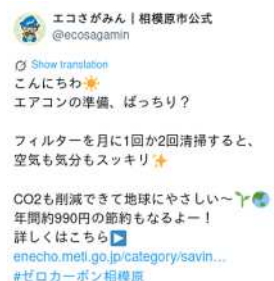 エコさがみん｜相模原市公式
@ecosagamin
Show translation
こんにちわ☀️
エアコンの準備、ばっちり？
フィルターを月に1回か2回清掃すると、
空気も気分もスッキリ✨
CO2も削減できて地球にやさしい〜🌱🌏
年間約990円の節約もなるよー！
詳しくはこちら▶️
enecho.meti.go.jp/category/savin…
#ゼロカーボン相模原